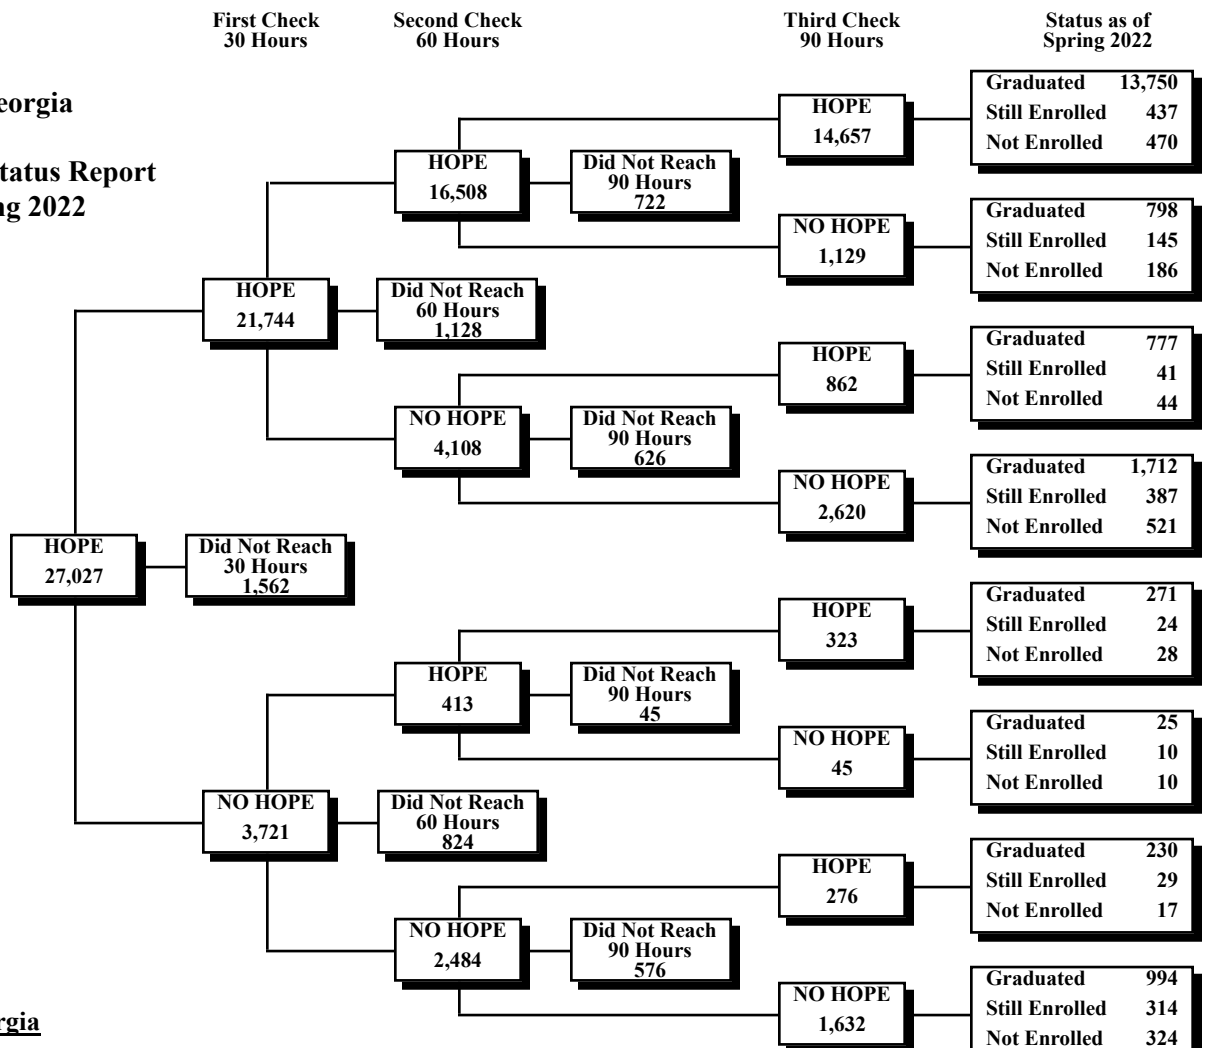 First Check
30 Hours
Second Check
60 Hours
Third Check
90 Hours
Status as of
Spring 2022
eorgia
tatus Report
ng 2022
HOPE
27,027
Did Not Reach
30 Hours
1,562
HOPE
21,744
Did Not Reach
60 Hours
1,128
NO HOPE
3,721
Did Not Reach
60 Hours
824
HOPE
16,508
Did Not Reach
90 Hours
722
NO HOPE
4,108
Did Not Reach
90 Hours
626
HOPE
413
Did Not Reach
90 Hours
45
NO HOPE
2,484
Did Not Reach
90 Hours
576
HOPE
14,657
Graduated 13,750
Still Enrolled 437
Not Enrolled 470
NO HOPE
1,129
Graduated 798
Still Enrolled 145
Not Enrolled 186
HOPE
862
Graduated 777
Still Enrolled 41
Not Enrolled 44
NO HOPE
2,620
Graduated 1,712
Still Enrolled 387
Not Enrolled 521
HOPE
323
Graduated 271
Still Enrolled 24
Not Enrolled 28
NO HOPE
45
Graduated 25
Still Enrolled 10
Not Enrolled 10
HOPE
276
Graduated 230
Still Enrolled 29
Not Enrolled 17
NO HOPE
1,632
Graduated 994
Still Enrolled 314
Not Enrolled 324
rgia